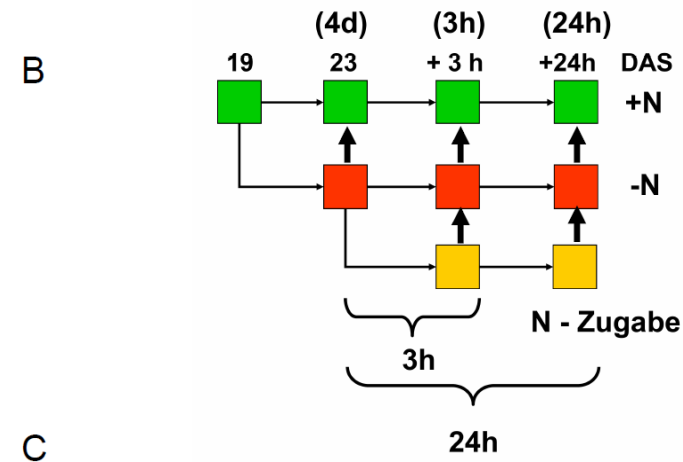 (4d) (3h) (24h)
B 19 23 + 3 h +24h DAS
+N
-N
N - Zugabe
3h
24h
C